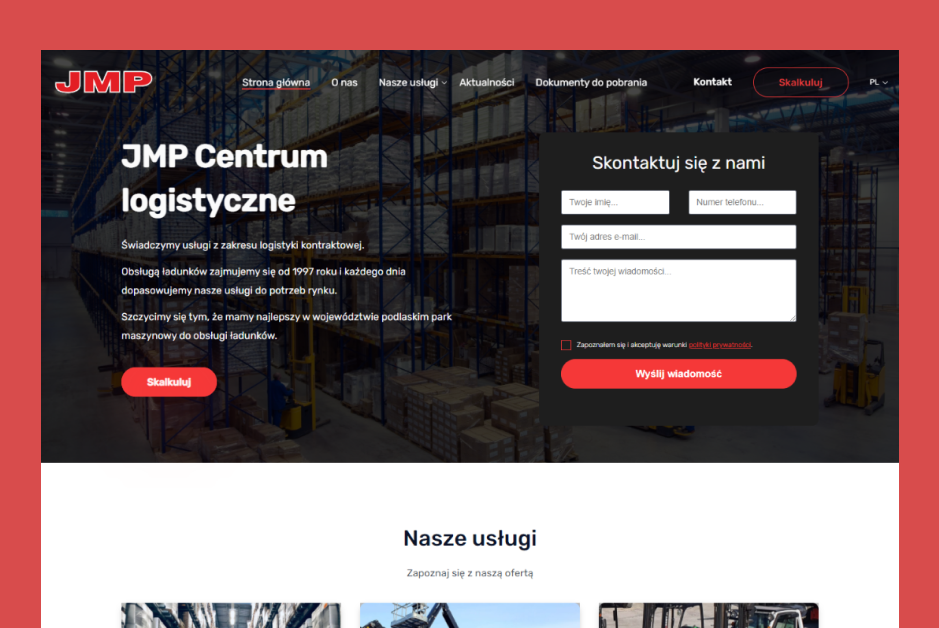 JMP
Strona główna
O nas
Nasze usługi
Aktualności
Dokumenty do pobrania
Kontakt
Skalkuluj
PL
JMP Centrum
logistyczne
Świadczymy usługi z zakresu logistyki kontraktowej.
Obsługą ładunków zajmujemy się od 1997 roku i każdego dnia
dopasowujemy nasze usługi do potrzeb rynku.
Szczycimy się tym, że mamy najlepszy w województwie podlaskim park
maszynowy do obsługi ładunków.
Skalkuluj
Skontaktuj się z nami
Twoje imię...
Numer telefonu...
Twój adres e-mail...
Treść twojej wiadomości...
Zapoznałem się i akceptuję warunki polityki prywatności.
Wyślij wiadomość
Nasze usługi
Zapoznaj się z naszą ofertą